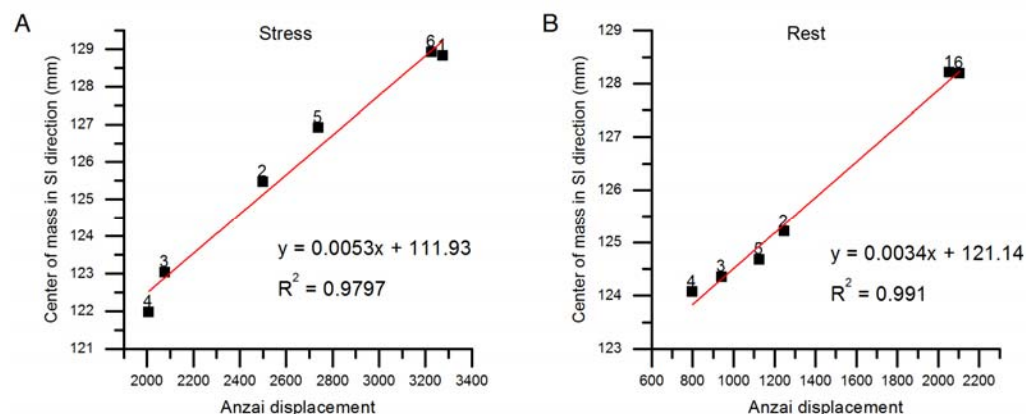 A
Stress
Center of mass in SI direction (mm)
129
128
127
126
125
124
123
122
121
6 1
5
2
3
4
y = 0.0053x + 111.93
R² = 0.9797
2000 2200 2400 2600 2800 3000 3200 3400
Anzai displacement
B
Rest
Center of mass in SI direction (mm)
129
128
127
126
125
124
123
16
2
5
3
4
y = 0.0034x + 121.14
R² = 0.991
600 800 1000 1200 1400 1600 1800 2000 2200
Anzai displacement